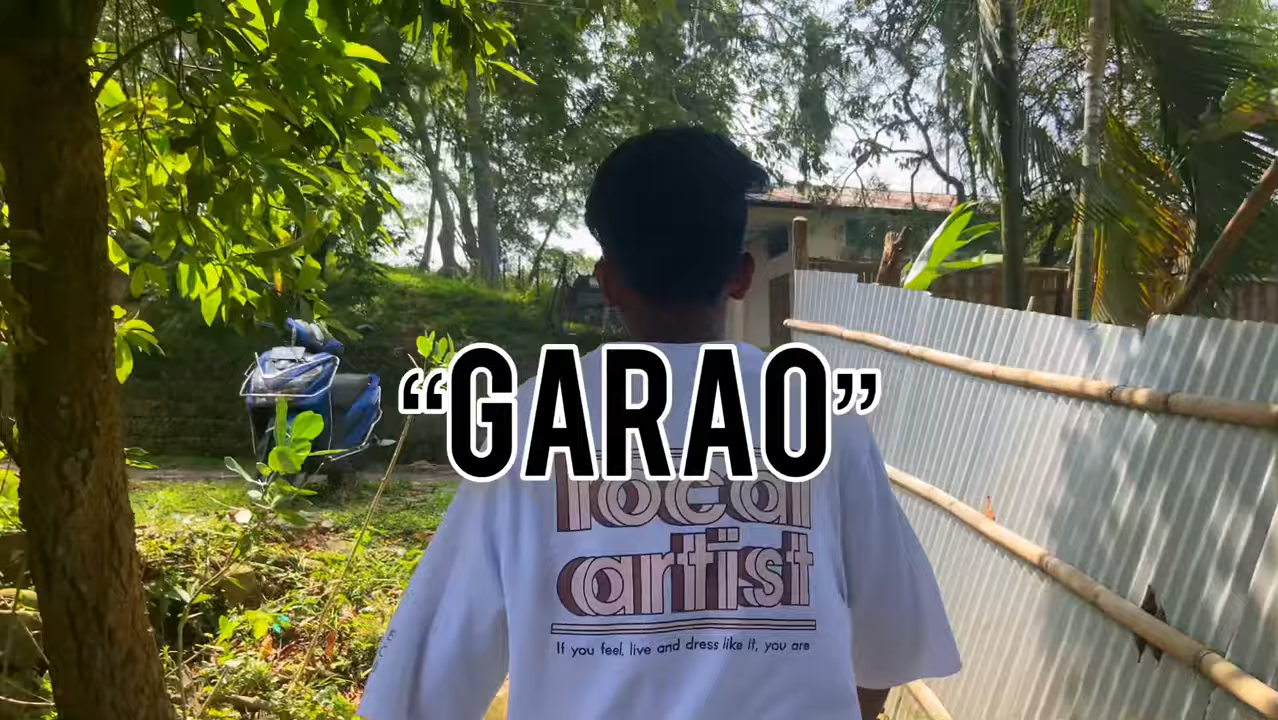 “GARAO”
local
artist
If you feel, live and dress like it, you are